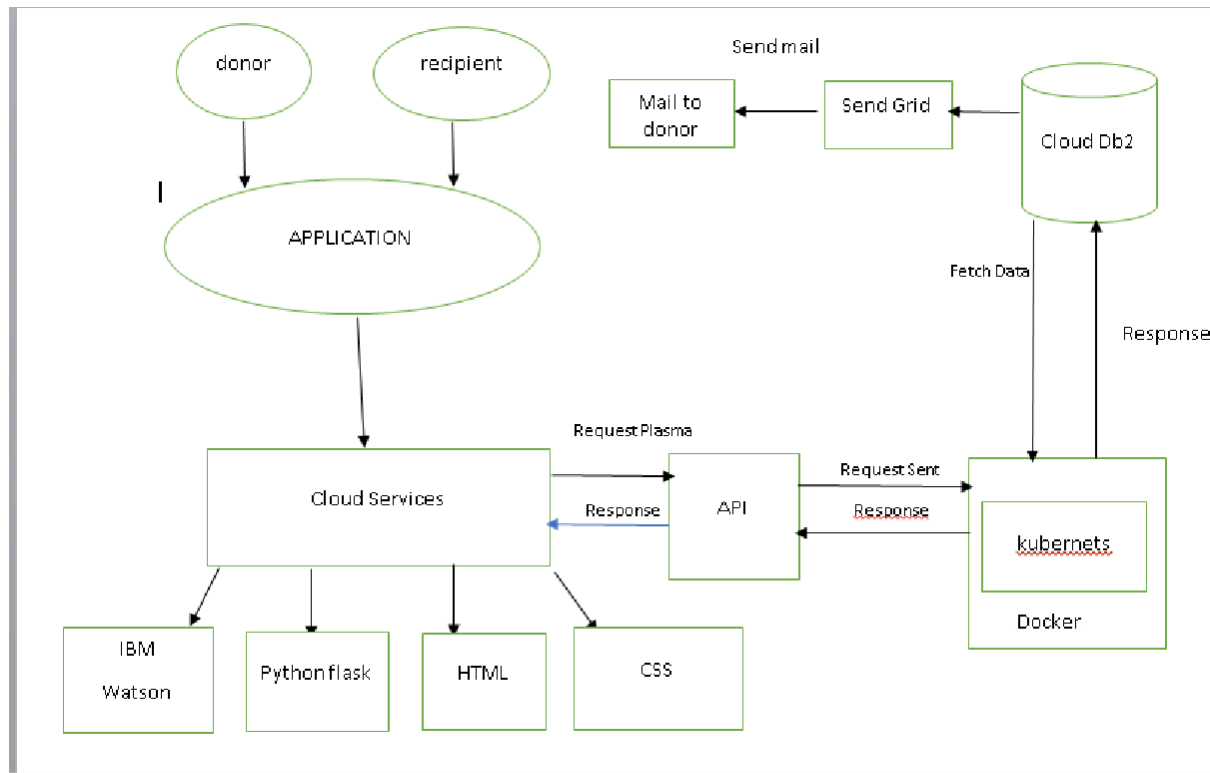 donor
recipient
Send mail
Mail to
donor
Send Grid
Cloud Db2
APPLICATION
Fetch Data
Response
Request Plasma
Cloud Services
Response
API
Request Sent
Response
kubernets
Docker
IBM
Watson
Python flask
HTML
CSS